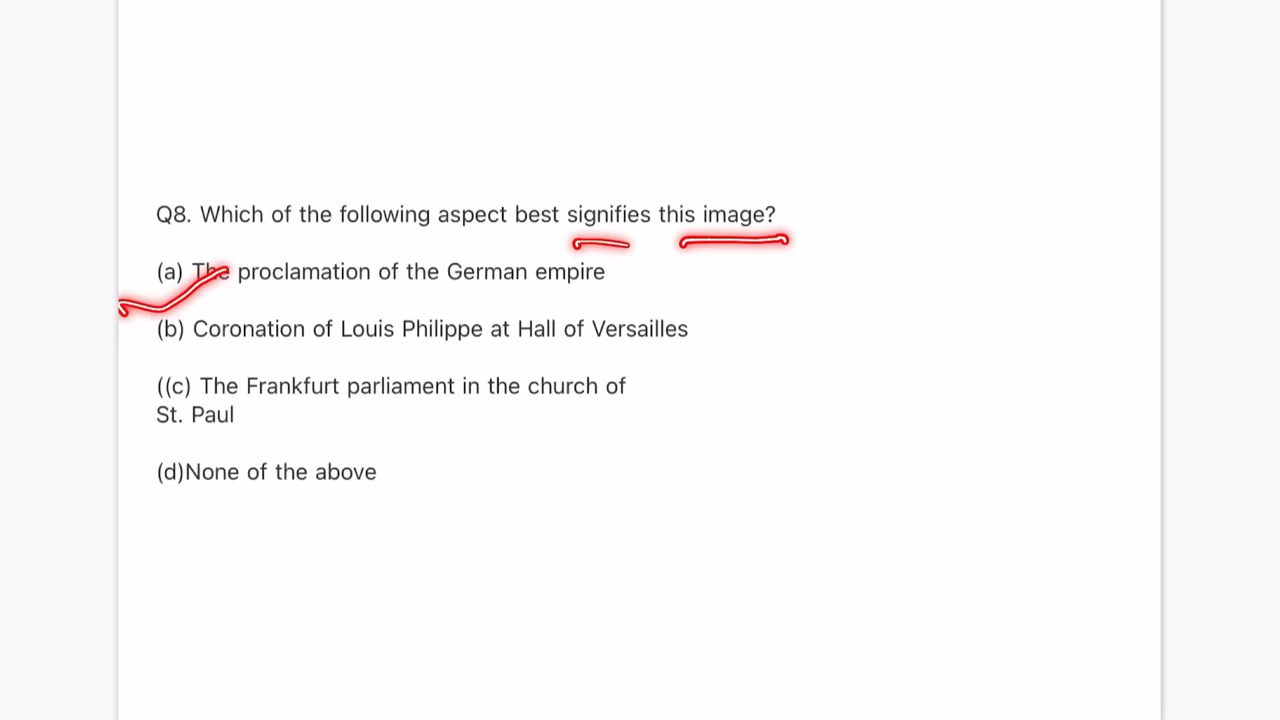 Q8. Which of the following aspect best signifies this image?
(a) The proclamation of the German empire
(b) Coronation of Louis Philippe at Hall of Versailles
((c) The Frankfurt parliament in the church of
St. Paul
(d)None of the above